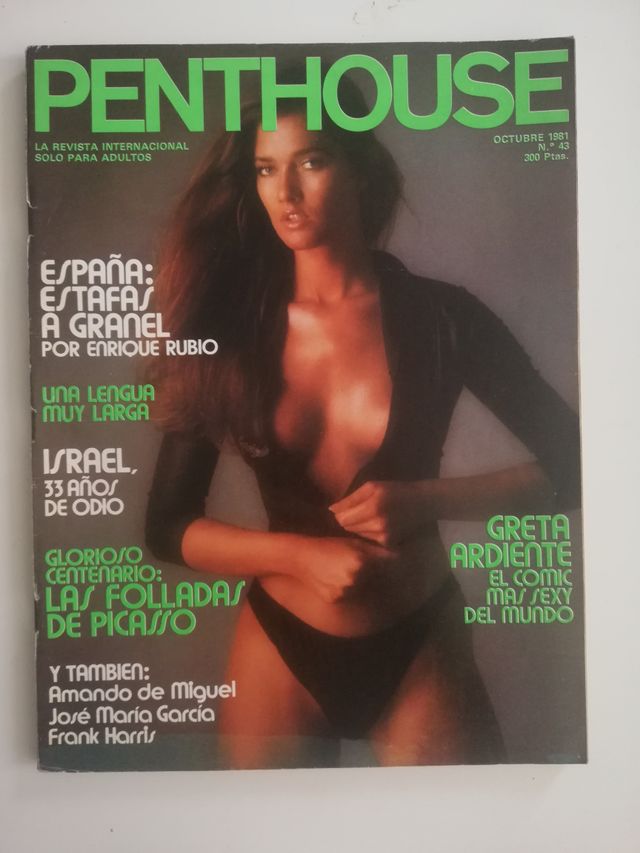 PENTHOUSE
LA REVISTA INTERNACIONAL
SOLO PARA ADULTOS
OCTUBRE 1981
N.º 43
300 Ptas.
ESPAÑA:
ESTAFAS
A GRANEL
POR ENRIQUE RUBIO
UNA LENGUA
MUY LARGA
ISRAEL,
33 AÑOS
DE ODIO
GLORIOSO
CENTENARIO:
LAS FOLLADAS
DE PICASSO
GRETA
ARDIENTE
EL COMIC
MAS SEXY
DEL MUNDO
Y TAMBIEN:
Amando de Miguel
José María García
Frank Harris